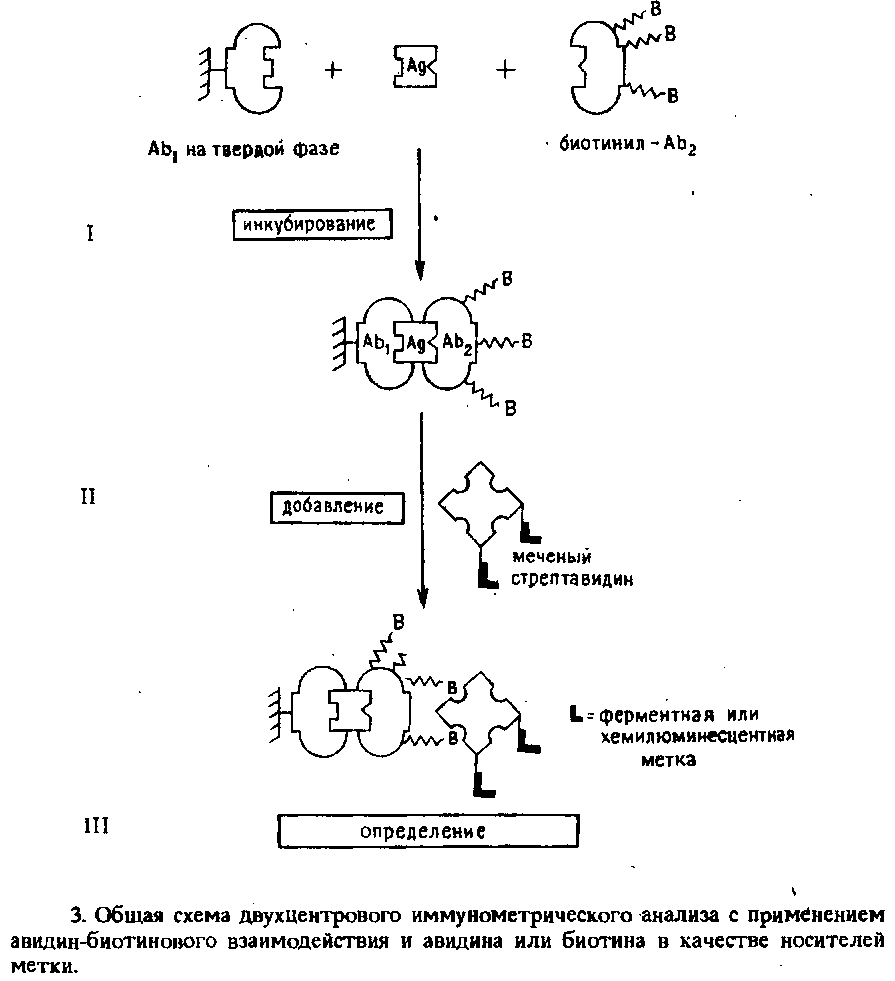 B
B
Ag
B
+
+
Ab₁ на твердой фазе
биотинил - Ab₂
I
инкубирование
B
Ab₁
Ag
Ab₂
B
B
II
добавление
меченый
стрептавидин
B
B
B
L = ферментная или
хемилюминесцентная
метка
III
определение
3. Общая схема двухцентрового иммунометрического анализа с применением
авидин-биотинового взаимодействия и авидина или биотина в качестве носителей
метки.